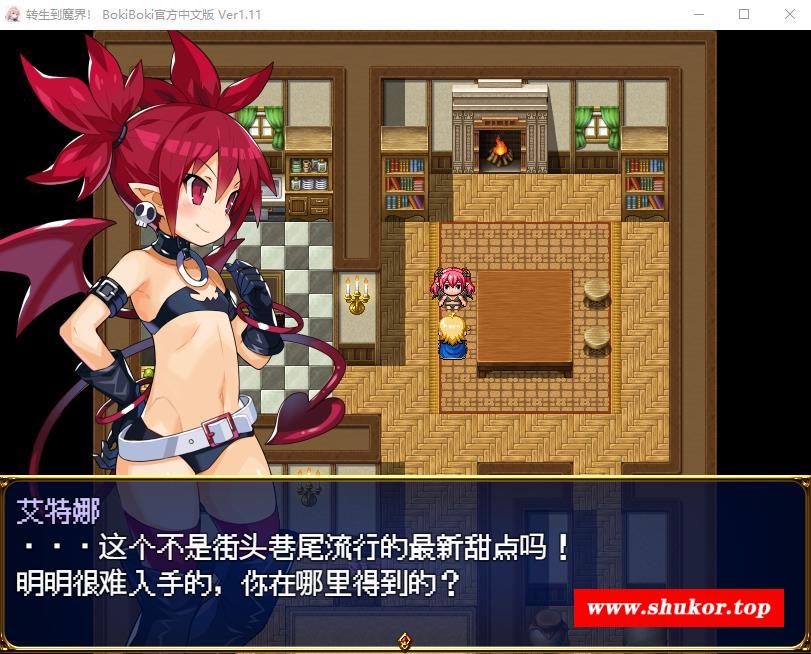 转生到魔界! BokiBoki官方中文版 Ver1.11
艾特娜
・・・这个不是街头巷尾流行的最新甜点吗！
明明很难入手的，你在哪里得到的？
www.shukor.top